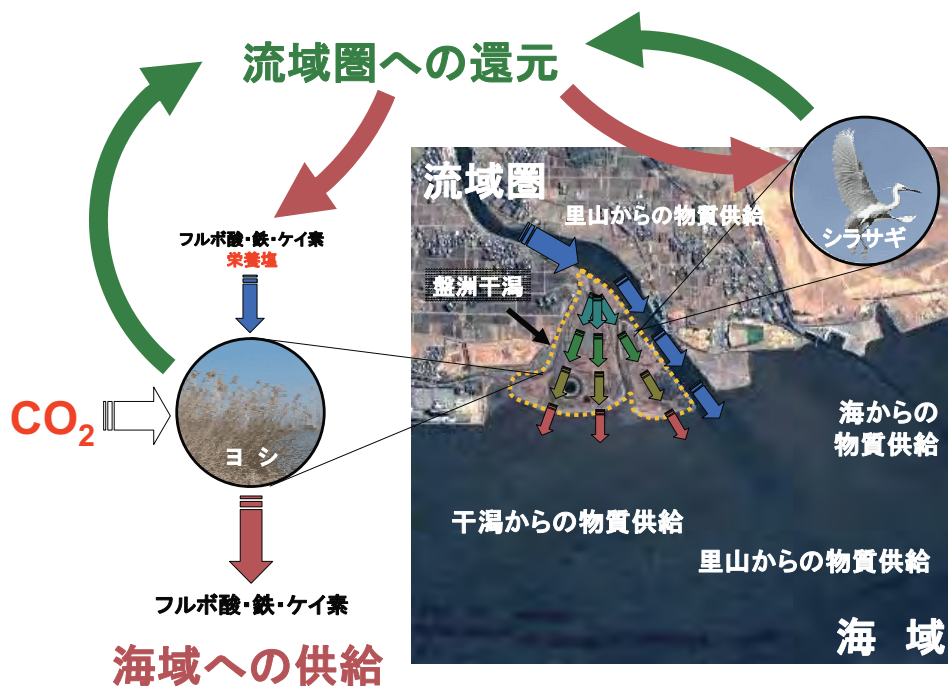 流域圏への還元
流域圏
里山からの物質供給
シラサギ
フルボ酸・鉄・ケイ素
栄養塩
盤洲干潟
CO2
ヨシ
海からの
物質供給
干潟からの物質供給
里山からの物質供給
フルボ酸・鉄・ケイ素
海域への供給
海域